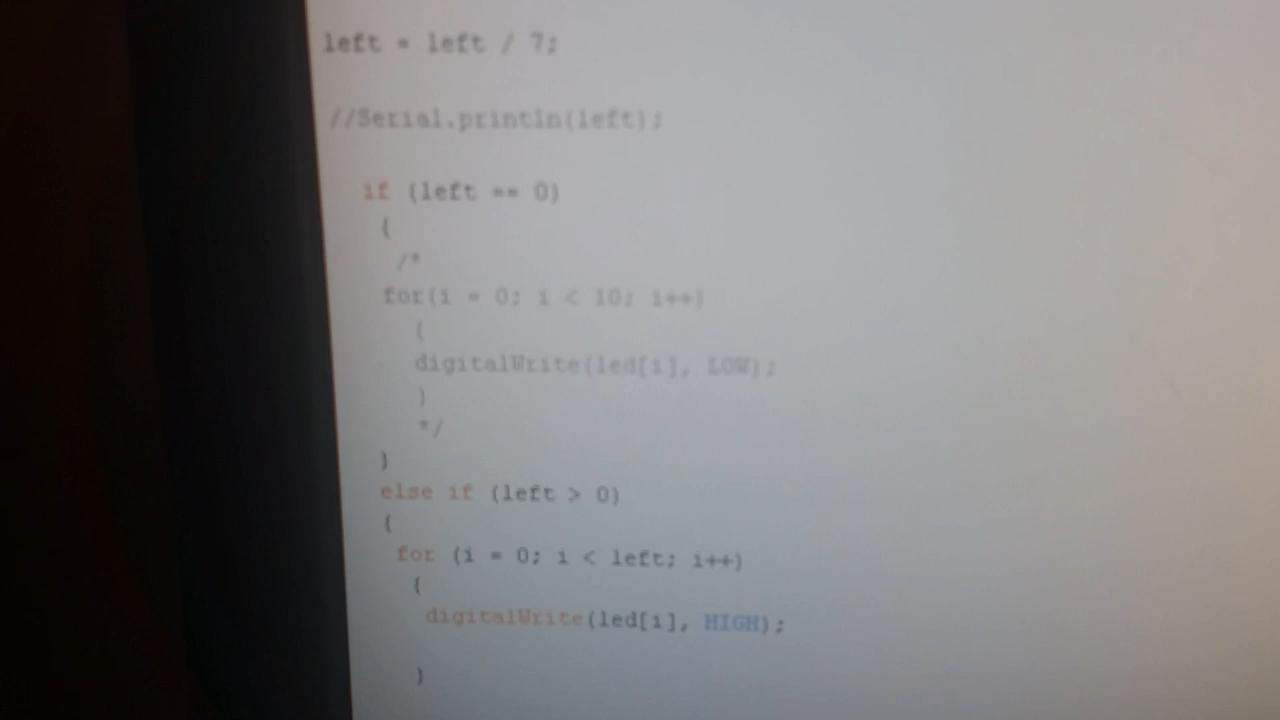 left = left / 7;
//Serial.println(left);
if (left == 0)
{
/*
for(i = 0; i < 10; i++)
{
digitalWrite(led[i], LOW);
}
*/
}
else if (left > 0)
{
for (i = 0; i < left; i++)
{
digitalWrite(led[i], HIGH);
}